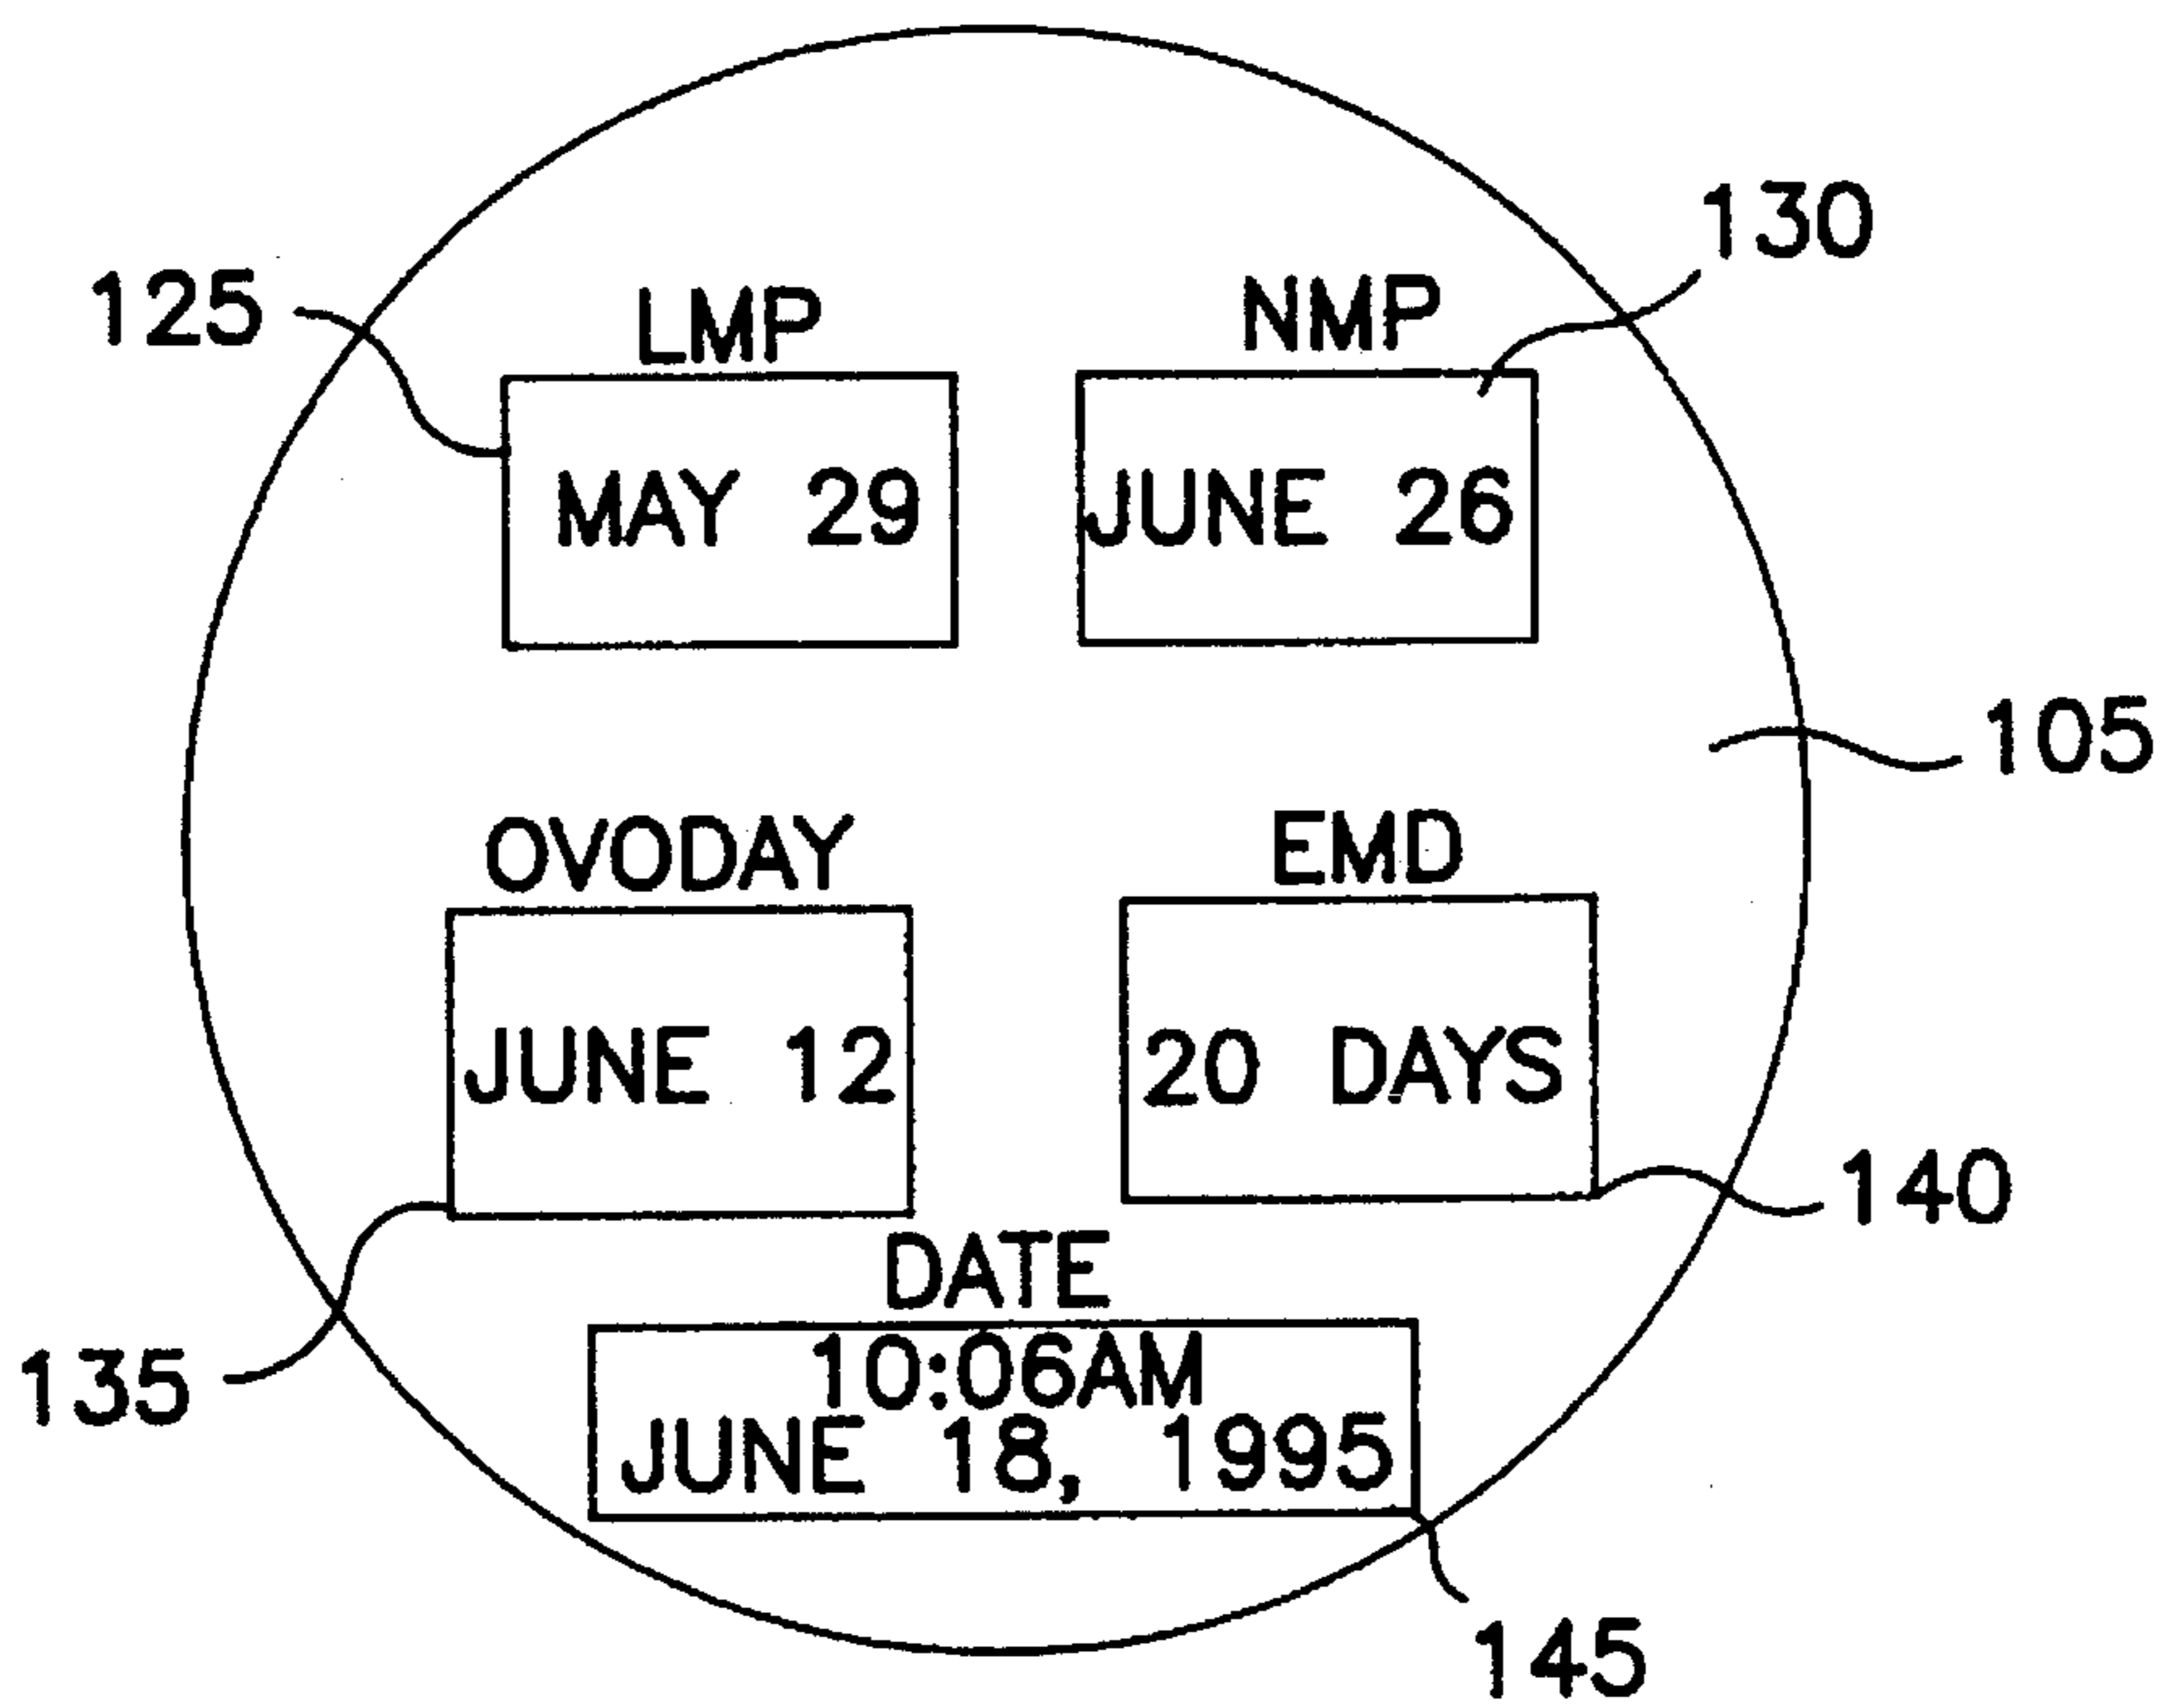 130
125
LMP
NMP
MAY 29
JUNE 26
105
OVODAY
EMD
JUNE 12
20 DAYS
140
DATE
135
10:06AM
JUNE 18, 1995
145